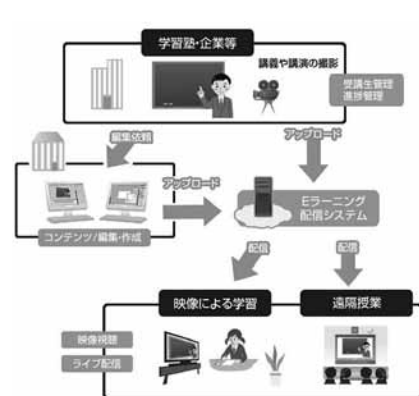 学習塾・企業等
講義や講演の撮影
受講生管理
進捗管理
編集依頼
アップロード
アップロード
Eラーニング
配信システム
コンテンツ/編集・作成
配信
配信
映像による学習
遠隔授業
映像視聴
ライブ配信